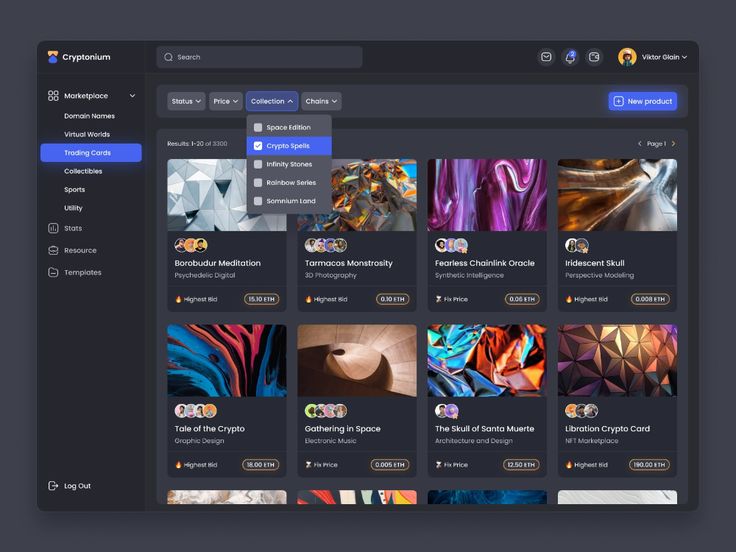 Cryptonium
Search
2
Viktor Glain
Marketplace
Domain Names
Virtual Worlds
Trading Cards
Collectibles
Sports
Utility
Stats
Resource
Templates
Log Out
Status
Price
Collection
Chains
New product
Space Edition
Crypto Spells
Infinity Stones
Rainbow Series
Somnium Land
Results: 1-20 of 3300
Page 1
Borobudur Meditation
Psychedelic Digital
Highest Bid
15.10 ETH
Tarmacos Monstrosity
3D Photography
Highest Bid
0.10 ETH
Fearless Chainlink Oracle
Synthetic Intelligence
Fix Price
0.06 ETH
Iridescent Skull
Perspective Modeling
Highest Bid
0.008 ETH
Tale of the Crypto
Graphic Design
Highest Bid
18.00 ETH
Gathering in Space
Electronic Music
Fix Price
0.005 ETH
The Skull of Santa Muerte
Architecture and Design
Fix Price
12.50 ETH
Libration Crypto Card
NFT Marketplace
Highest Bid
190.00 ETH